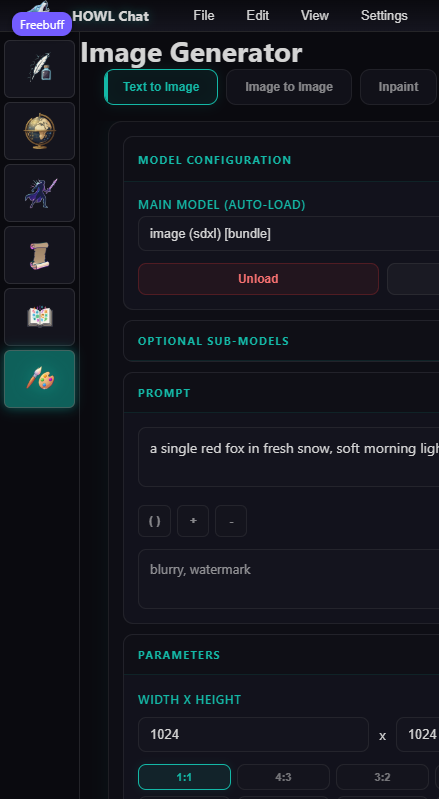 HOWL Chat File Edit View Settings
Freebuff
Image Generator
Text to Image Image to Image Inpaint
MODEL CONFIGURATION
MAIN MODEL (AUTO-LOAD)
image (sdxl) [bundle]
Unload
OPTIONAL SUB-MODELS
PROMPT
a single red fox in fresh snow, soft morning ligh
( ) + -
blurry, watermark
PARAMETERS
WIDTH X HEIGHT
1024 x 1024
1:1 4:3 3:2